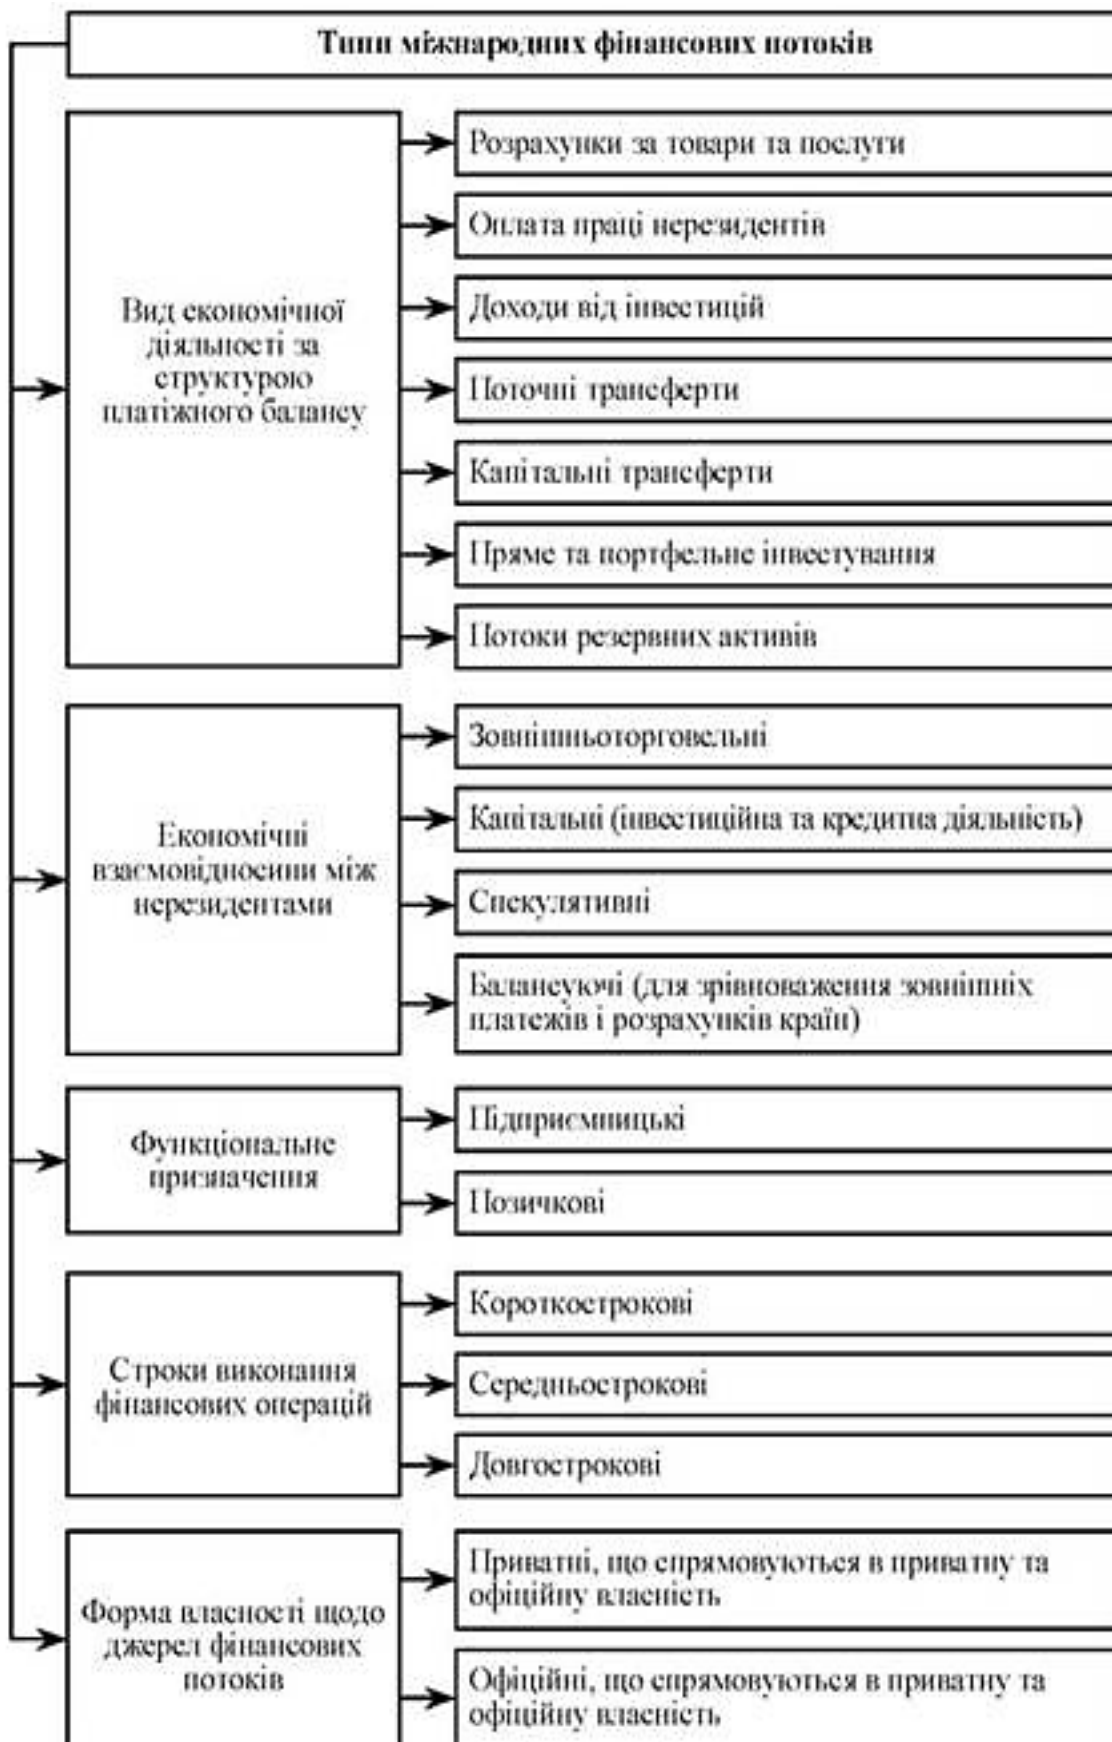 Типи міжнародних фінансових потоків
Вид економічної
діяльності за
структурою
платіжного балансу
Розрахунки за товари та послуги
Оплата праці нерезидентів
Доходи від інвестицій
Поточні трансферти
Капітальні трансферти
Пряме та портфельне інвестування
Потоки резервних активів
Економічні
взаємовідносини між
нерезидентами
Зовнішньоторговельні
Капітальні (інвестиційна та кредитна діяльність)
Спекулятивні
Балансуючі (для зрівноваження зовнішніх
платежів і розрахунків країн)
Функціональне
призначення
Підприємницькі
Позичкові
Строки виконання
фінансових операцій
Короткострокові
Середньострокові
Довгострокові
Форма власності щодо
джерел фінансових
потоків
Приватні, що спрямовуються в приватну та
офіційну власність
Офіційні, що спрямовуються в приватну та
офіційну власність